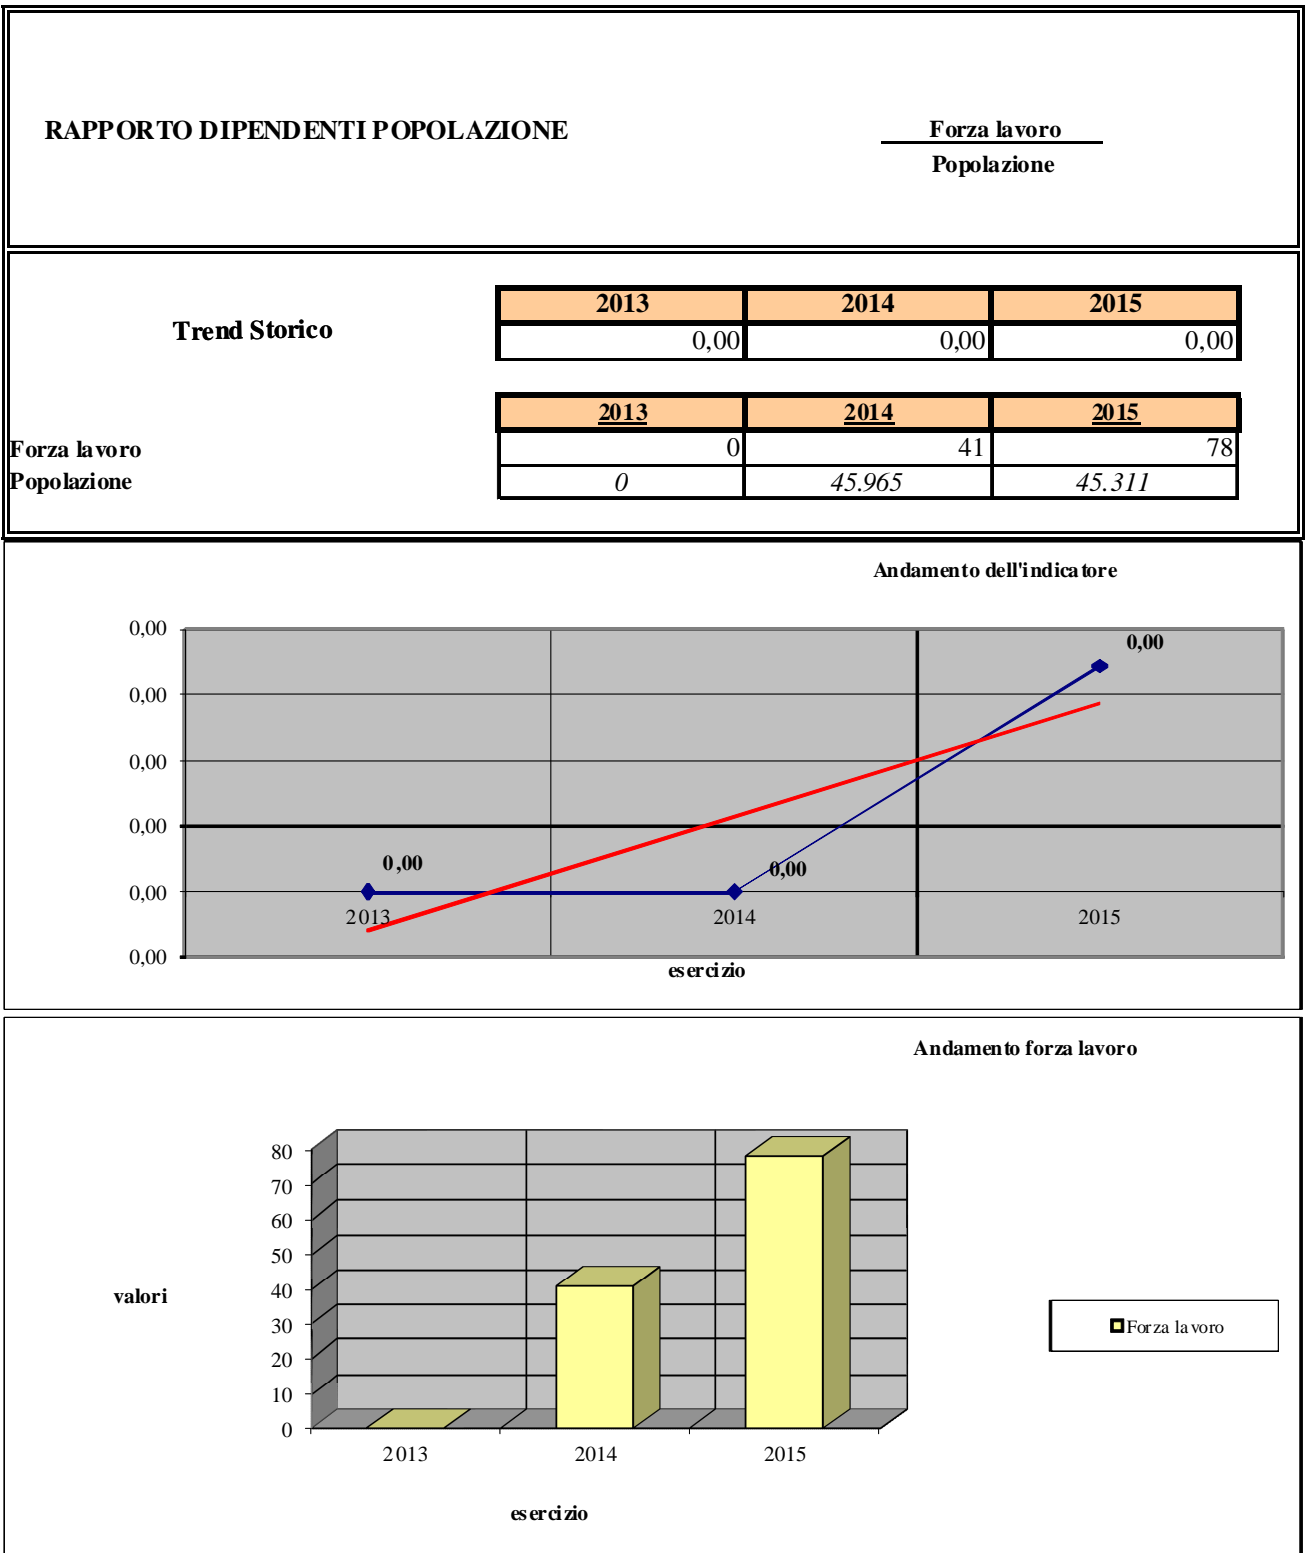 RAPPORTO DIPENDENTI POPOLAZIONE
Forza lavoro
Popolazione
Trend Storico
2013 2014 2015
0,00 0,00 0,00
2013 2014 2015
Forza lavoro 0 41 78
Popolazione 0 45.965 45.311
Andamento dell'indicatore
0,00
0,00
0,00
0,00
0,00
0,00
0,00
0,00
0,00
2013 2014 2015
esercizio
Andamento forza lavoro
80
70
60
50
40
30
20
10
0
valori
Forza lavoro
2013 2014 2015
esercizio